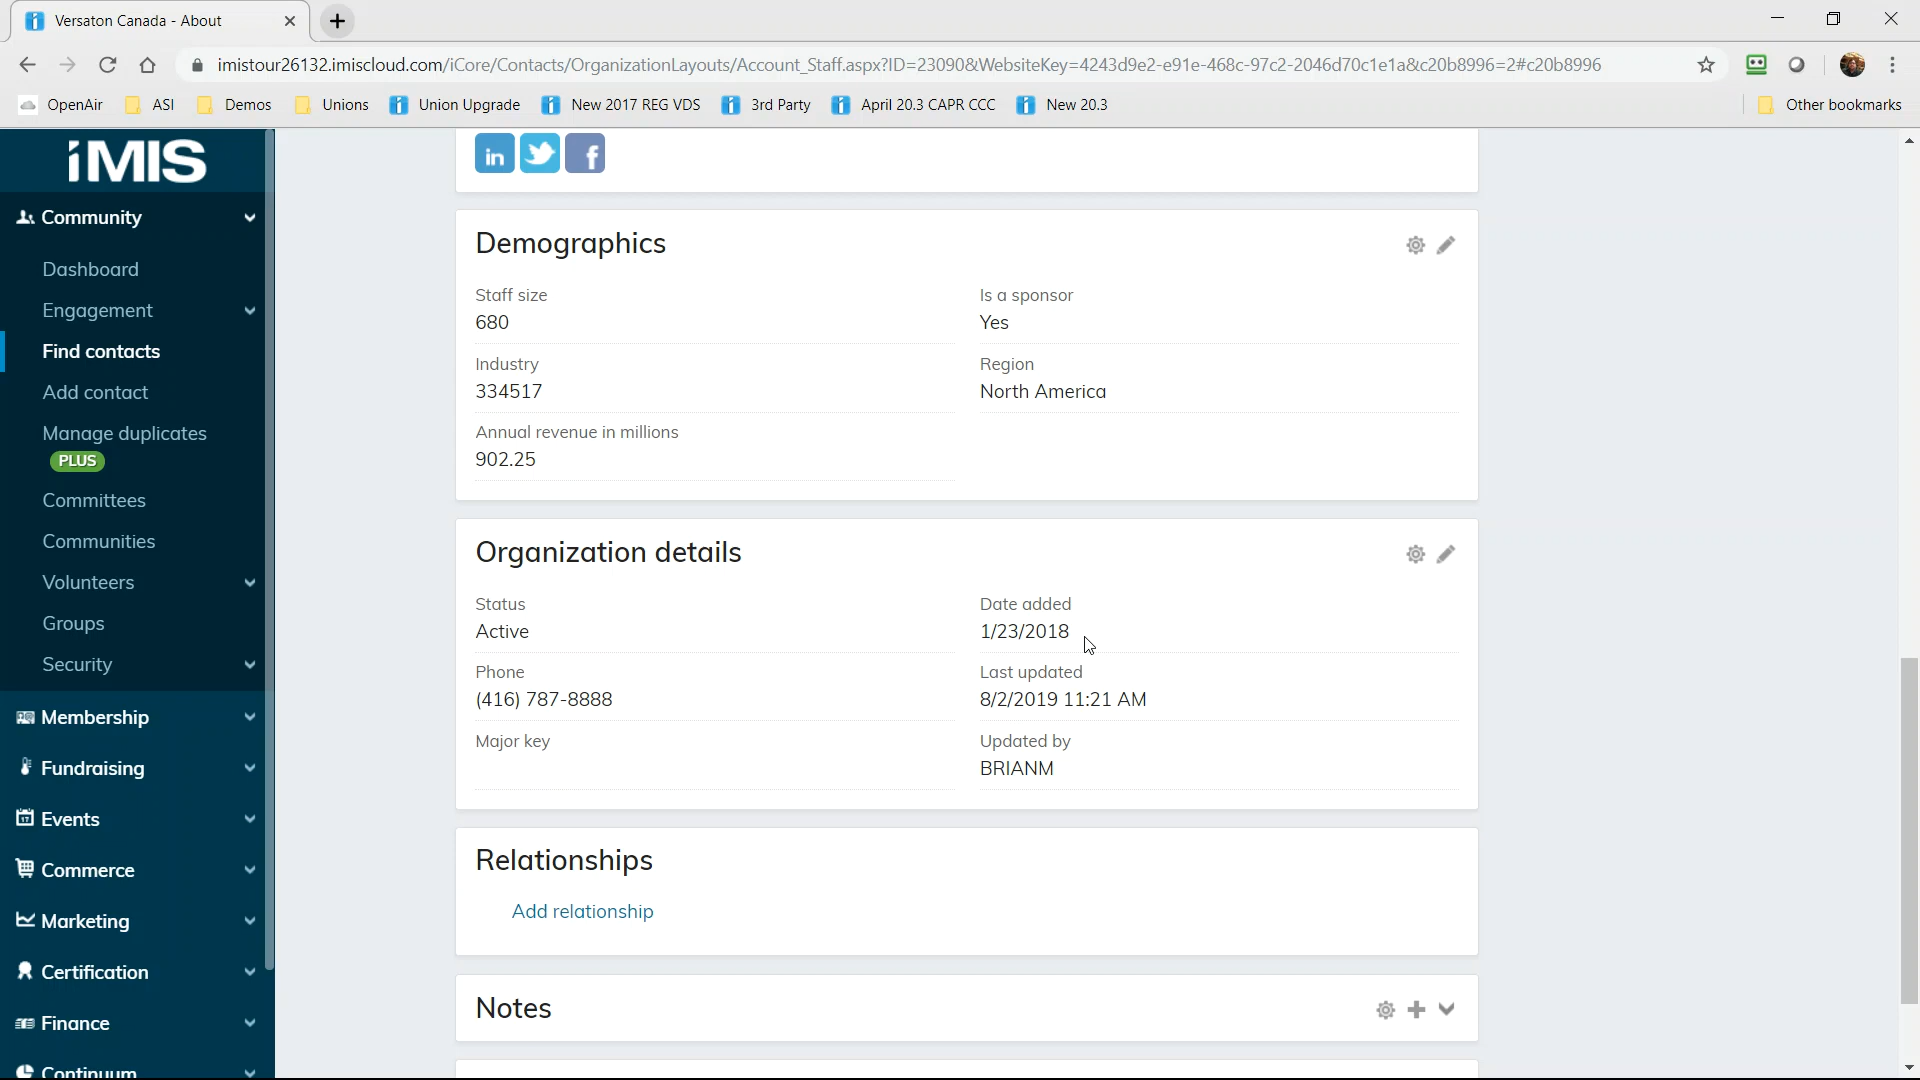 Versaton Canada - About
imistour26132.imiscloud.com/iCore/Contacts/OrganizationLayouts/Account_Staff.aspx?ID=23090&WebsiteKey=4243d9e2-e91e-468c-97c2-2046d70c1e1a&c20b8996=2#c20b8996
OpenAir ASI Demos Unions Union Upgrade New 2017 REG VDS 3rd Party April 20.3 CAPR CCC New 20.3 Other bookmarks
iMIS
Community
Dashboard
Engagement
Find contacts
Add contact
Manage duplicates
PLUS
Committees
Communities
Volunteers
Groups
Security
Membership
Fundraising
Events
Commerce
Marketing
Certification
Finance
Continuum
in f
Demographics
Staff size
680
Is a sponsor
Yes
Industry
334517
Region
North America
Annual revenue in millions
902.25
Organization details
Status
Active
Date added
1/23/2018
Phone
(416) 787-8888
Last updated
8/2/2019 11:21 AM
Major key
Updated by
BRIANM
Relationships
Add relationship
Notes